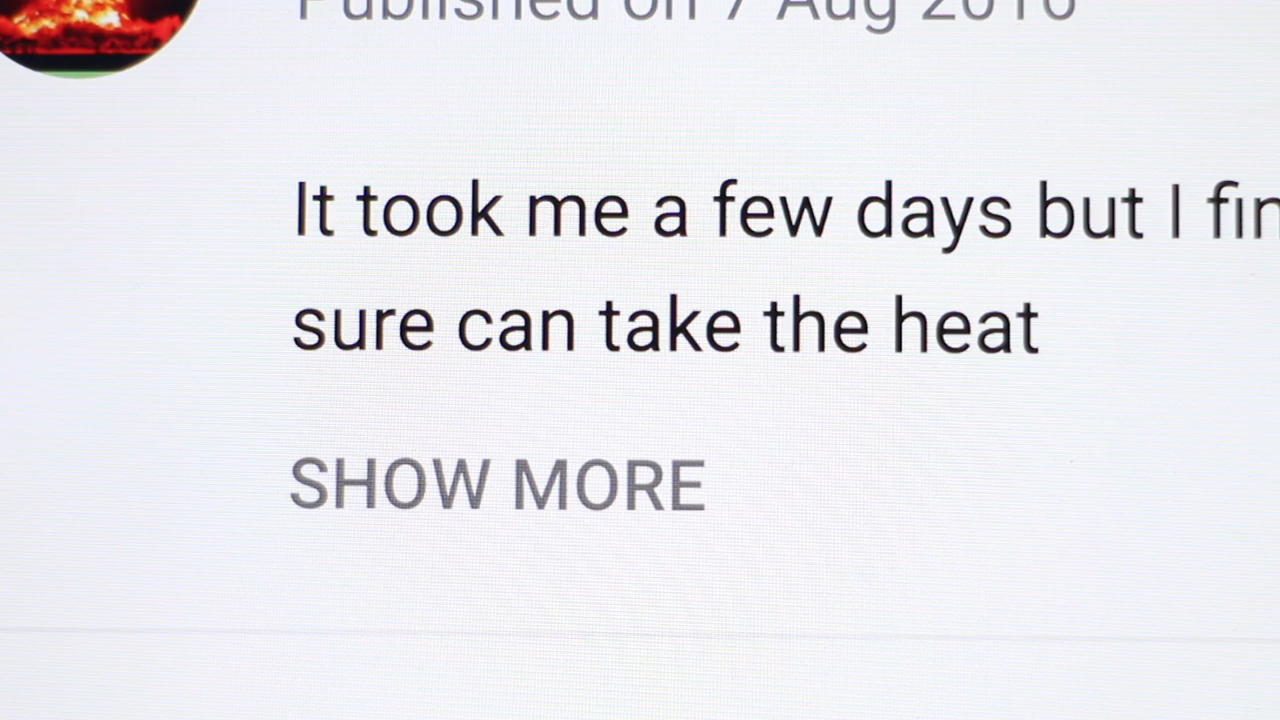 Published on 7 Aug 2016
It took me a few days but I
sure can take the heat
SHOW MORE